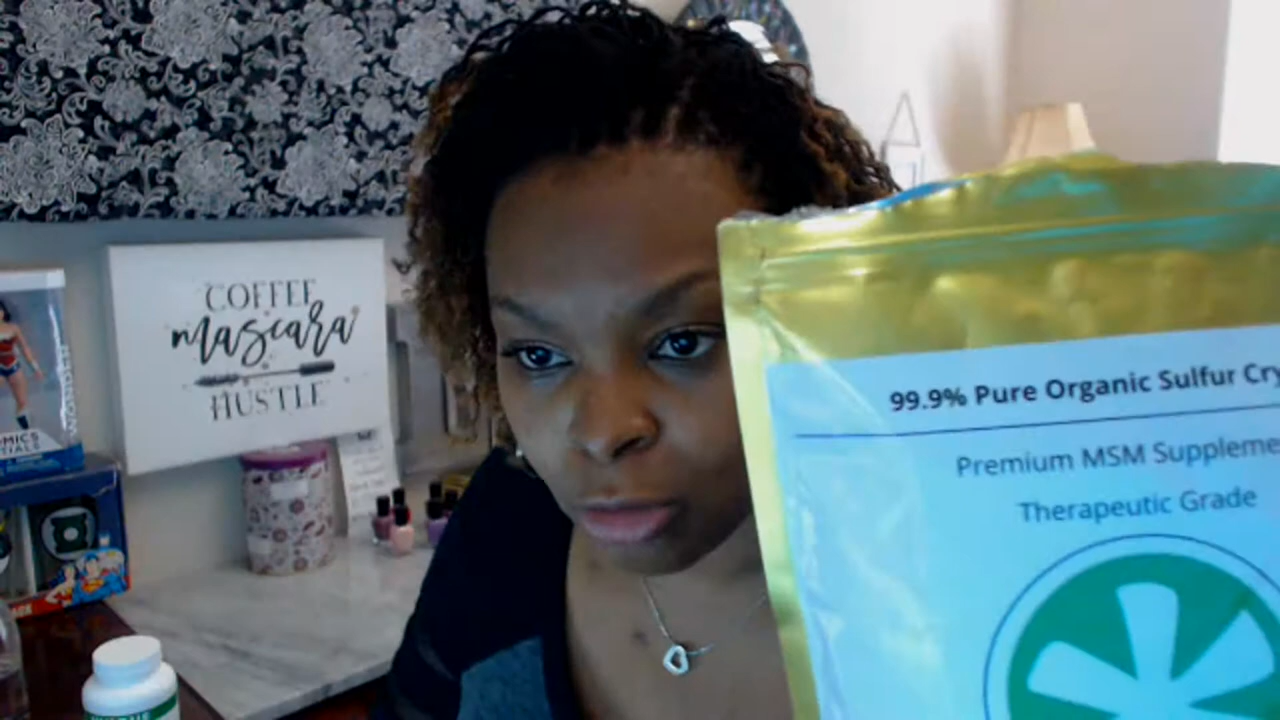 COFFEE
mascara
HUSTLE
99.9% Pure Organic Sulfur Cry
Premium MSM Suppleme
Therapeutic Grade